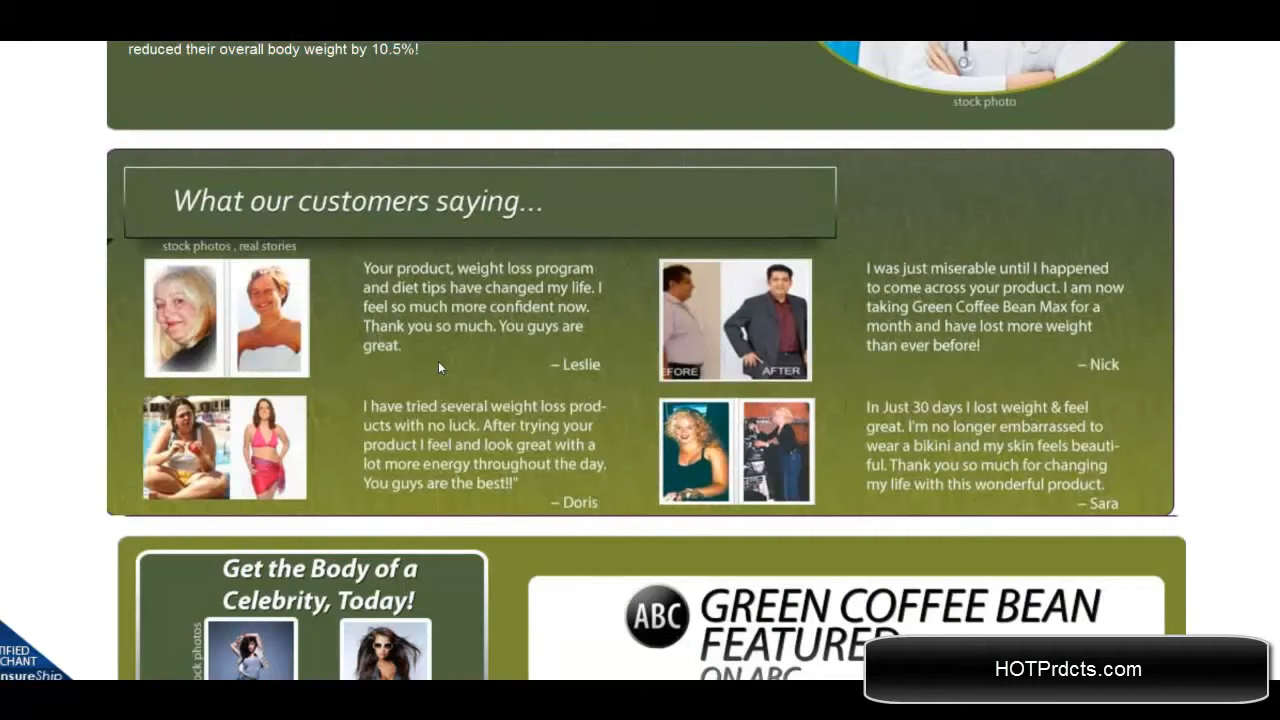 reduced their overall body weight by 10.5%!
stock photo
What our customers saying...
stock photos , real stories
Your product, weight loss program
and diet tips have changed my life. I
feel so much more confident now.
Thank you so much. You guys are
great.
– Leslie
EFORE
AFTER
I was just miserable until I happened
to come across your product. I am now
taking Green Coffee Bean Max for a
month and have lost more weight
than ever before!
– Nick
I have tried several weight loss prod-
ucts with no luck. After trying your
product I feel and look great with a
lot more energy throughout the day.
You guys are the best!!"
– Doris
In Just 30 days I lost weight & feel
great. I'm no longer embarrassed to
wear a bikini and my skin feels beauti-
ful. Thank you so much for changing
my life with this wonderful product.
– Sara
Get the Body of a
Celebrity, Today!
ock photos
ABC
GREEN COFFEE BEAN
FEATURED
ON ABC
TIFIED
RCHANT
nsureShip
HOTPrdcts.com